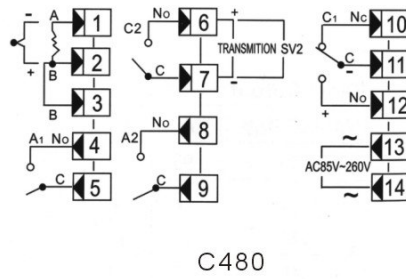 - A 1
+ B 2
B 3
A1 No 4
C 5
C2 No 6 +
TRANSMITION SV2
C 7 -
A2 No 8
C 9
C1 Nc 10
C - 11
+ No 12
~ 13
AC85V~260V
~ 14
C480